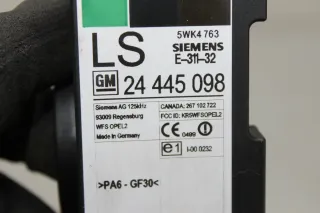 LS
5WK4 763
SIEMENS
E-311-32
GM 24 445 098
Siemens AG 125kHz
93009 Regensburg
WFS OPEL2
Made in Germany
CANADA: 267 102 722
FCC ID: KR5WFSOPEL2
CE 0499 !
e1 I-00 0232
>PA6 - GF30<